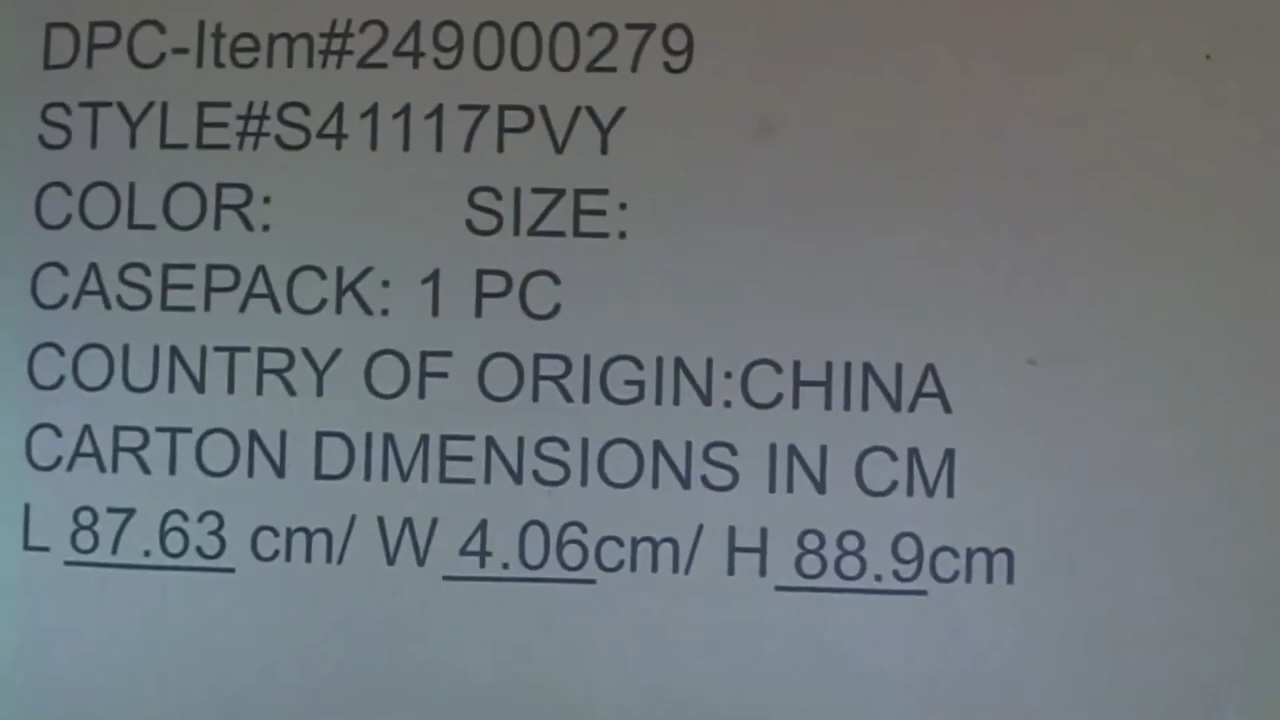 DPC-Item#249000279
STYLE#S41117PVY
COLOR: SIZE:
CASEPACK: 1 PC
COUNTRY OF ORIGIN:CHINA
CARTON DIMENSIONS IN CM
L 87.63 cm/ W 4.06cm/ H 88.9cm